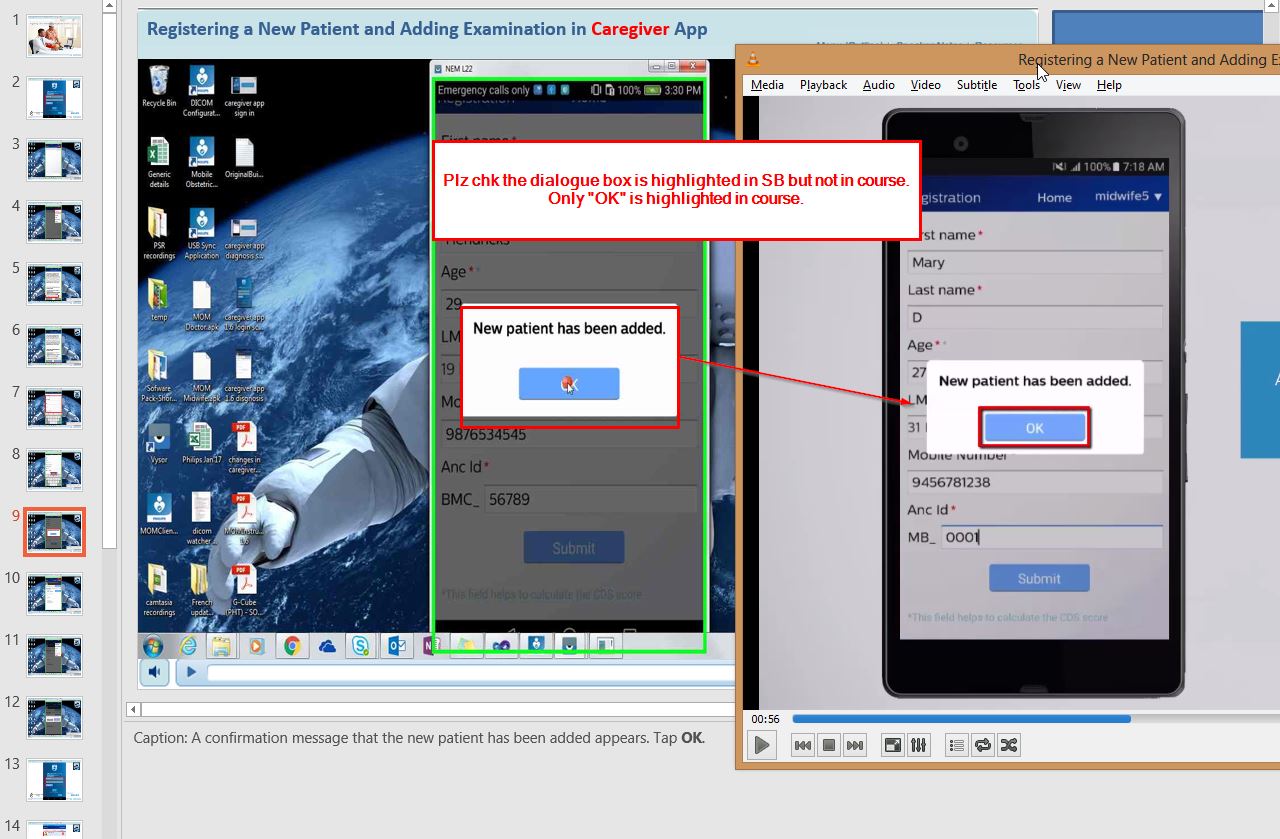 1
2
3
4
5
6
7
8
9
10
11
12
13
14
Registering a New Patient and Adding Examination in Caregiver App
Recycle Bin
DICOM Configurat...
caregiver app sign in
Generic details
Mobile Obstetric...
OriginalBui...
PSR recordings
USB Sync Application
caregiver app diagnosis s...
temp
MOM Doctor.apk
caregiver app 1.6 login sc...
Sofware Pack-Shor...
MOM Midwife.apk
caregiver app 1.6 diagnosis
Vysor
Philips Jan'17
changes in caregiver...
MOMClien...
dicom watcher ...
camtasia recordings
French updat...
G-Cube (PHT) - SO...
NEM L22
Emergency calls only
100%
3:30 PM
First name *
Plz chk the dialogue box is highlighted in SB but not in course.
Only "OK" is highlighted in course.
Hendricks
Age *
29
LM
New patient has been added.
19
Mo
9876534545
Anc Id *
BMC_ 56789
Submit
*This field helps to calculate the CDS score
Caption: A confirmation message that the new patient has been added appears. Tap OK.
Registering a New Patient and Adding E
Media Playback Audio Video Subtitle Tools View Help
100% 7:18 AM
gistration Home midwife5
rst name *
Mary
Last name *
D
Age *
27
New patient has been added.
LM
OK
31
Mobile Number
9456781238
Anc Id *
MB_ 0001
Submit
*This field helps to calculate the CDS score
00:56